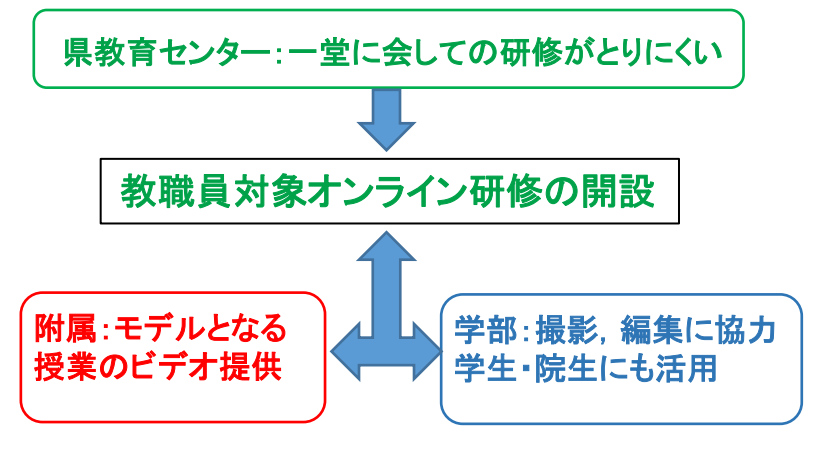 県教育センター:一堂に会しての研修がとりにくい
教職員対象オンライン研修の開設
附属:モデルとなる
授業のビデオ提供
学部:撮影，編集に協力
学生・院生にも活用